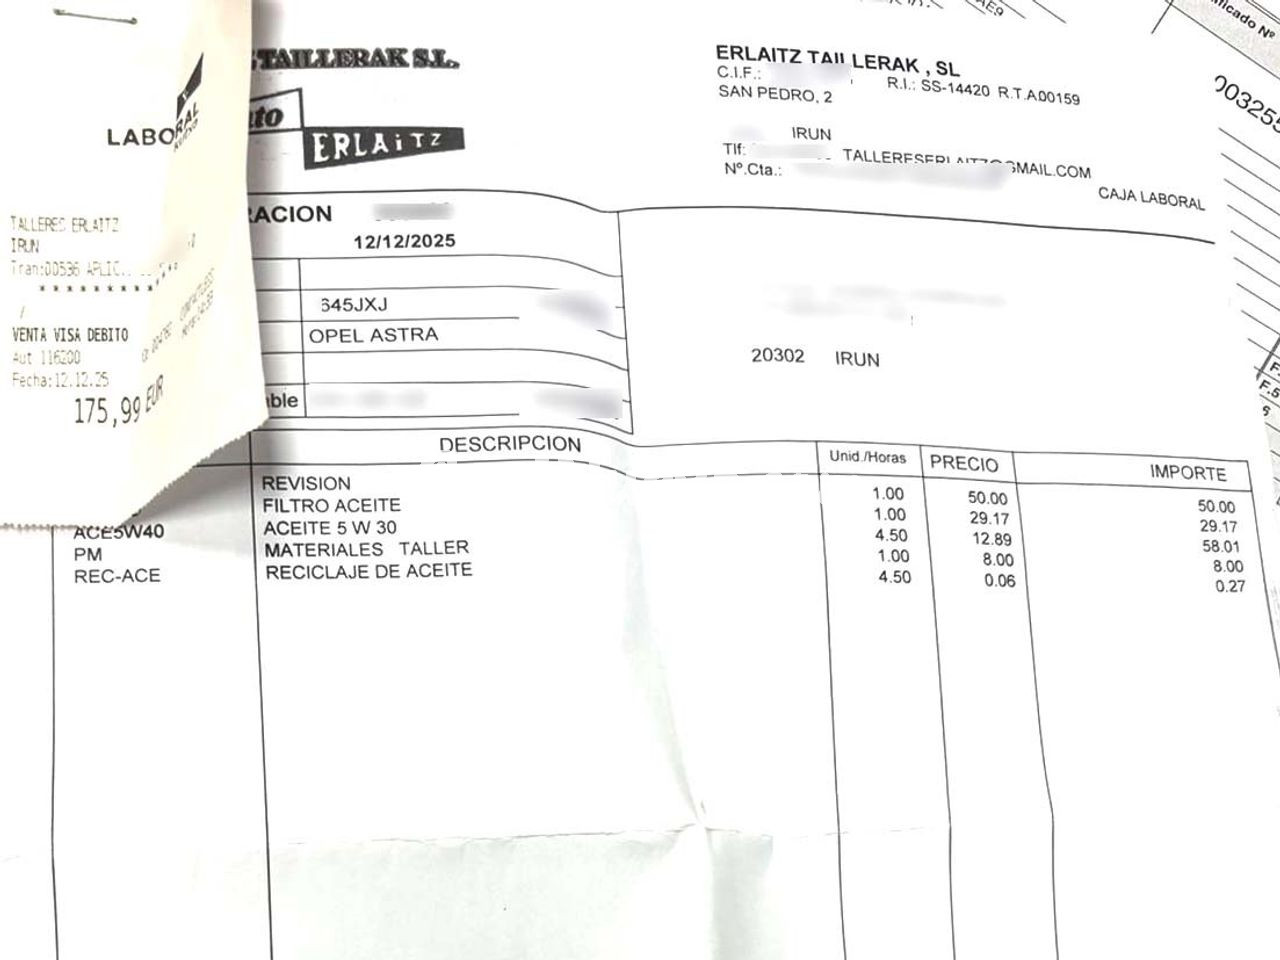 TAILLERAK S.L.
ERLAiTZ
LABORAL
ERLAITZ TAILLERAK , SL
C.I.F.:
R.I.: SS-14420 R.T.A00159
SAN PEDRO, 2
IRUN
Tlf:
TALLERESERLAITZ@GMAIL.COM
Nº.Cta.:
CAJA LABORAL
TALLERES ERLAITZ
IRUN
Tran:00536 APLIC.
***********
VENTA VISA DEBITO
Aut 116200
Fecha:12.12.25
175,99 EUR
RACION
12/12/2025
645JXJ
OPEL ASTRA
20302 IRUN
DESCRIPCION Unid./Horas PRECIO IMPORTE
REVISION 1.00 50.00 50.00
FILTRO ACEITE 1.00 29.17 29.17
ACE5W40 ACEITE 5 W 30 4.50 12.89 58.01
PM MATERIALES TALLER 1.00 8.00 8.00
REC-ACE RECICLAJE DE ACEITE 4.50 0.06 0.27